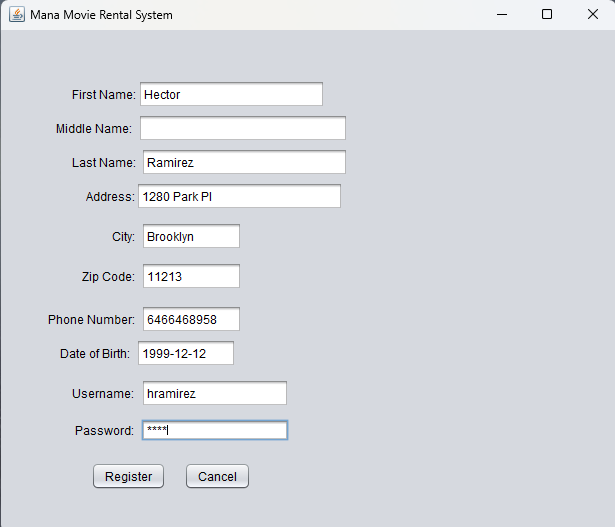 Mana Movie Rental System
First Name: Hector
Middle Name:
Last Name: Ramirez
Address: 1280 Park Pl
City: Brooklyn
Zip Code: 11213
Phone Number: 6466468958
Date of Birth: 1999-12-12
Username: hramirez
Password: ****
Register Cancel